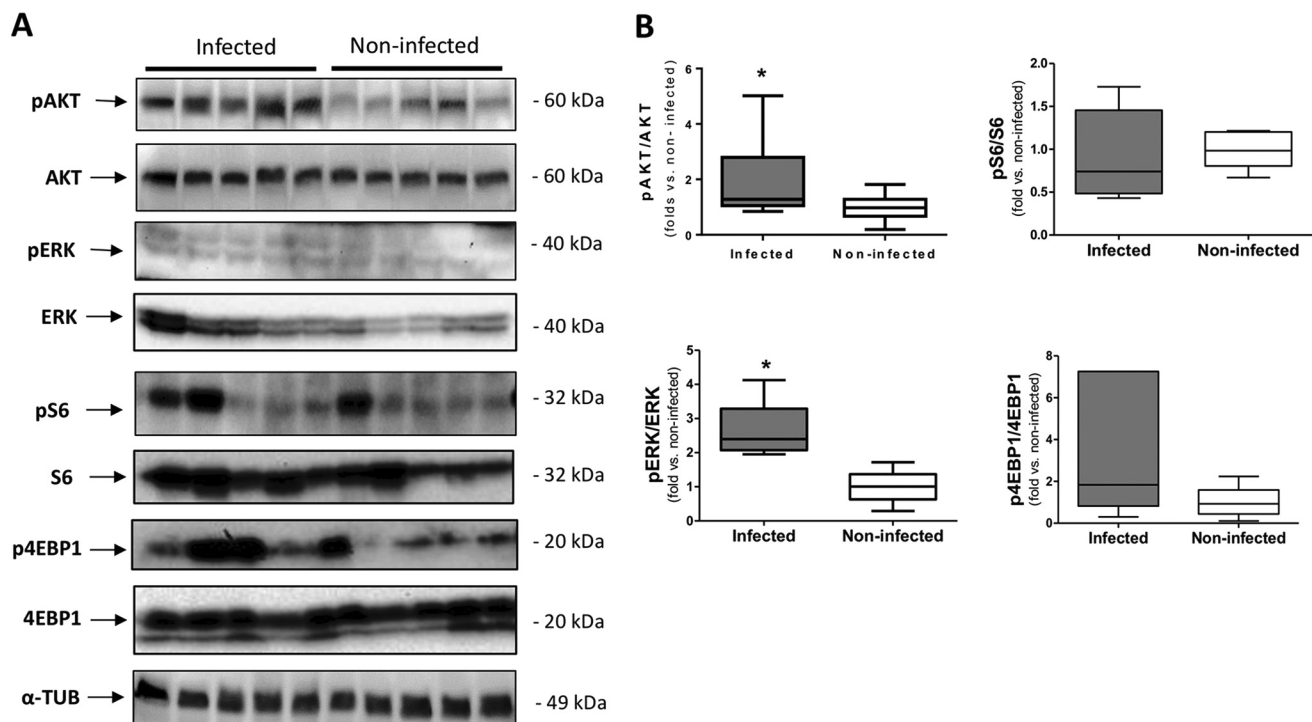 A
Infected Non-infected
pAKT - 60 kDa
AKT - 60 kDa
pERK - 40 kDa
ERK - 40 kDa
pS6 - 32 kDa
S6 - 32 kDa
p4EBP1 - 20 kDa
4EBP1 - 20 kDa
α-TUB - 49 kDa
B
pAKT/AKT
(folds vs. non-infected)
6
4
2
0
*
Infected Non-infected
pS6/S6
(fold vs. non-infected)
2.0
1.5
1.0
0.5
0.0
Infected Non-infected
pERK/ERK
(fold vs. non-infected)
5
4
3
2
1
0
*
Infected Non-infected
p4EBP1/4EBP1
(fold vs. non-infected)
8
6
4
2
0
Infected Non-infected